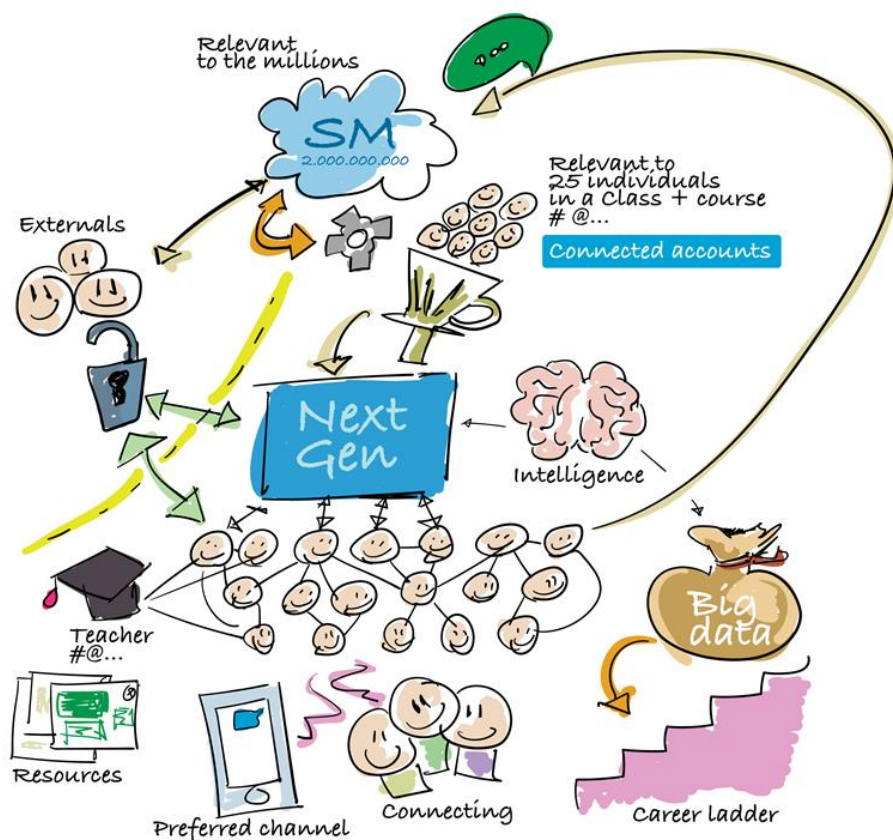 Relevant
to the millions
SM
2.000.000.000
Relevant to
25 individuals
in a Class + course
# @...
Connected accounts
Externals
Next
Gen
Intelligence
Big
data
Teacher
#@...
Resources
Preferred channel
Connecting
Career ladder